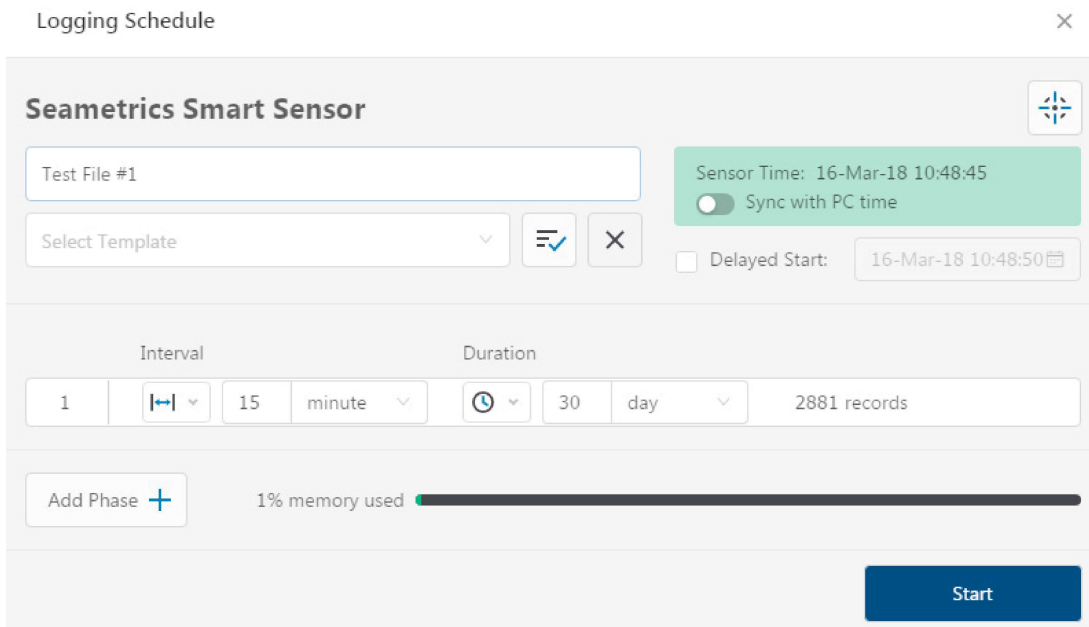 Logging Schedule
Seametrics Smart Sensor
Test File #1
Sensor Time: 16-Mar-18 10:48:45
Sync with PC time
Select Template
Delayed Start: 16-Mar-18 10:48:50
Interval Duration
1 15 minute 30 day 2881 records
Add Phase 1% memory used
Start